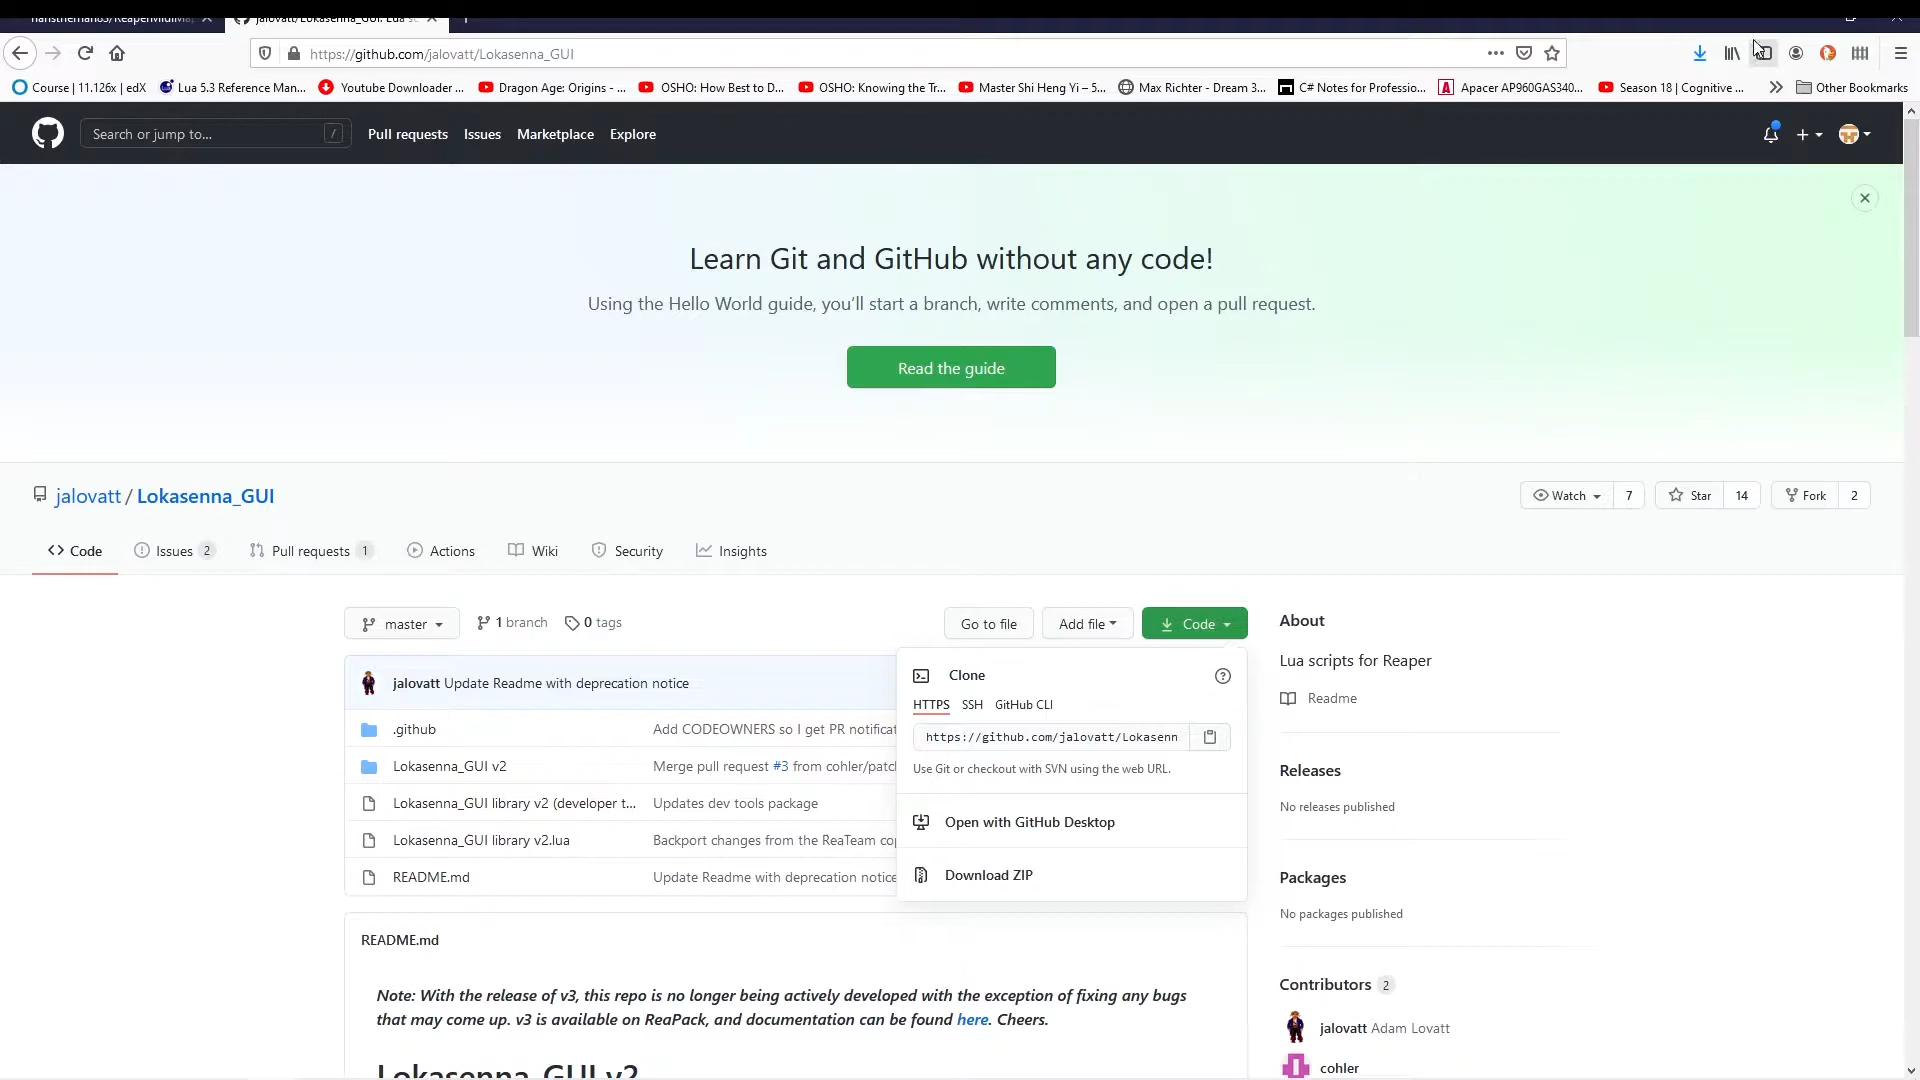 jalovatt/Lokasenna_GUI: Lua sc
https://github.com/jalovatt/Lokasenna_GUI
Course | 11.126x | edX
Lua 5.3 Reference Man...
Youtube Downloader ...
Dragon Age: Origins - ...
OSHO: How Best to D...
OSHO: Knowing the Tr...
Master Shi Heng Yi – 5...
Max Richter - Dream 3...
C# Notes for Professio...
Apacer AP960GAS340...
Season 18 | Cognitive ...
Other Bookmarks
Search or jump to... /
Pull requests
Issues
Marketplace
Explore
Learn Git and GitHub without any code!
Using the Hello World guide, you’ll start a branch, write comments, and open a pull request.
Read the guide
jalovatt / Lokasenna_GUI
Watch 7
Star 14
Fork 2
Code
Issues 2
Pull requests 1
Actions
Wiki
Security
Insights
master
1 branch
0 tags
Go to file
Add file
Code
jalovatt Update Readme with deprecation notice
.github
Add CODEOWNERS so I get PR notificat
Lokasenna_GUI v2
Merge pull request #3 from cohler/patc
Lokasenna_GUI library v2 (developer t...
Updates dev tools package
Lokasenna_GUI library v2.lua
Backport changes from the ReaTeam cop
README.md
Update Readme with deprecation notice
Clone
HTTPS SSH GitHub CLI
https://github.com/jalovatt/Lokasenn
Use Git or checkout with SVN using the web URL.
Open with GitHub Desktop
Download ZIP
README.md
Note: With the release of v3, this repo is no longer being actively developed with the exception of fixing any bugs
that may come up. v3 is available on ReaPack, and documentation can be found here. Cheers.
Lokasenna_GUI v2
About
Lua scripts for Reaper
Readme
Releases
No releases published
Packages
No packages published
Contributors 2
jalovatt Adam Lovatt
cohler